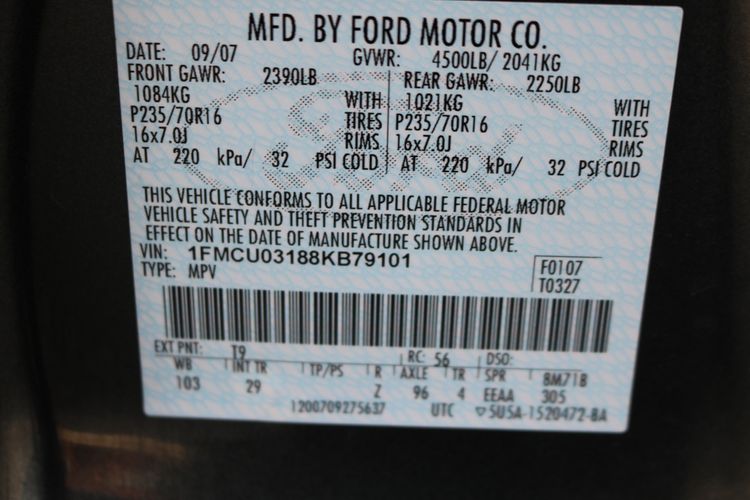 MFD. BY FORD MOTOR CO.
DATE: 09/07 GVWR: 4500LB/ 2041KG
FRONT GAWR: 2390LB REAR GAWR: 2250LB
1084KG WITH 1021KG WITH
P235/70R16 TIRES P235/70R16 TIRES
16x7.0J RIMS 16x7.0J RIMS
AT 220 kPa/ 32 PSI COLD AT 220 kPa/ 32 PSI COLD
THIS VEHICLE CONFORMS TO ALL APPLICABLE FEDERAL MOTOR
VEHICLE SAFETY AND THEFT PREVENTION STANDARDS IN
EFFECT ON THE DATE OF MANUFACTURE SHOWN ABOVE.
VIN: 1FMCU03188KB79101 F0107
TYPE: MPV T0327
EXT PNT: T9 RC: 56 DSO:
WB INT TR TP/PS R AXLE TR SPR 8M718
103 29 Z 96 4 EEAA 305
1200709275637 UTC ▽5U5A-1520472-BA
Ford